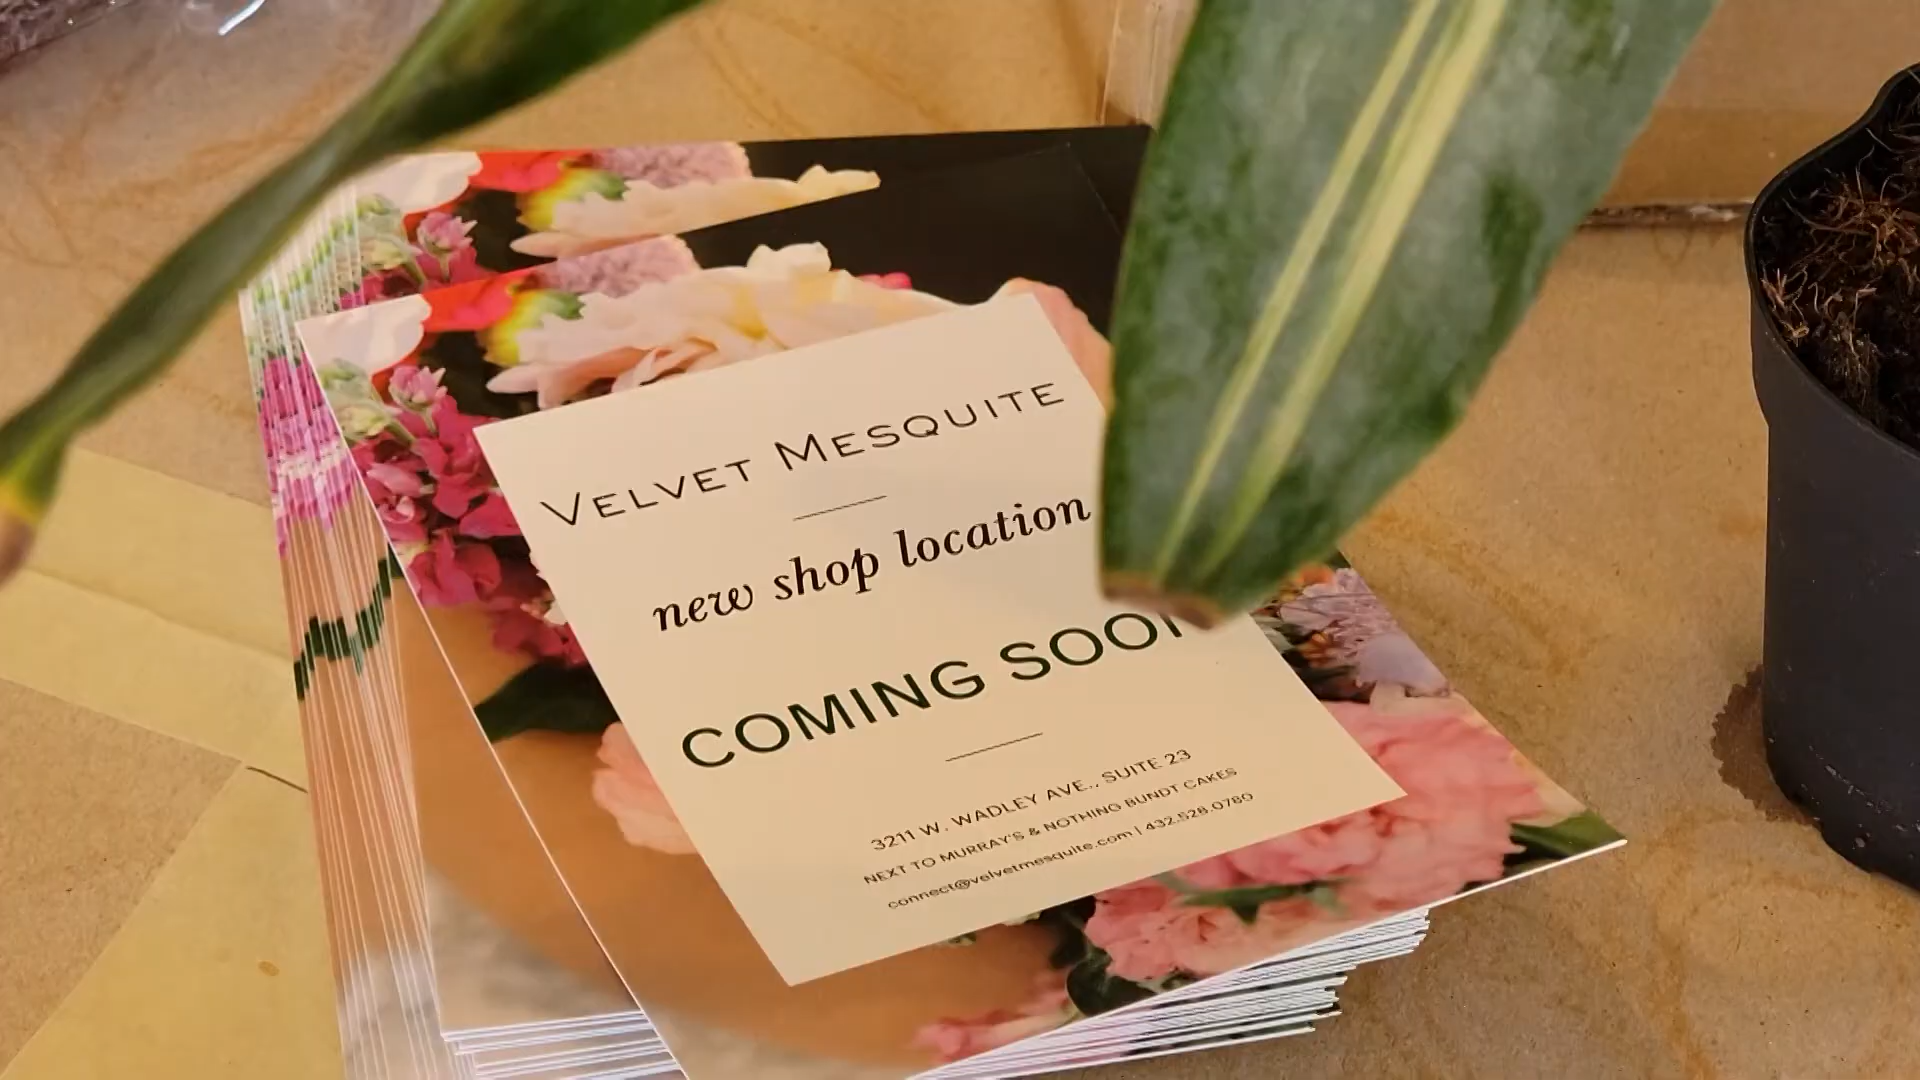 VELVET MESQUITE
new shop location
COMING SOO
3211 W. WADLEY AVE., SUITE 23
NEXT TO MURRAY'S & NOTHING BUNDT CAKES
connect@velvetmesquite.com | 432.528.0789